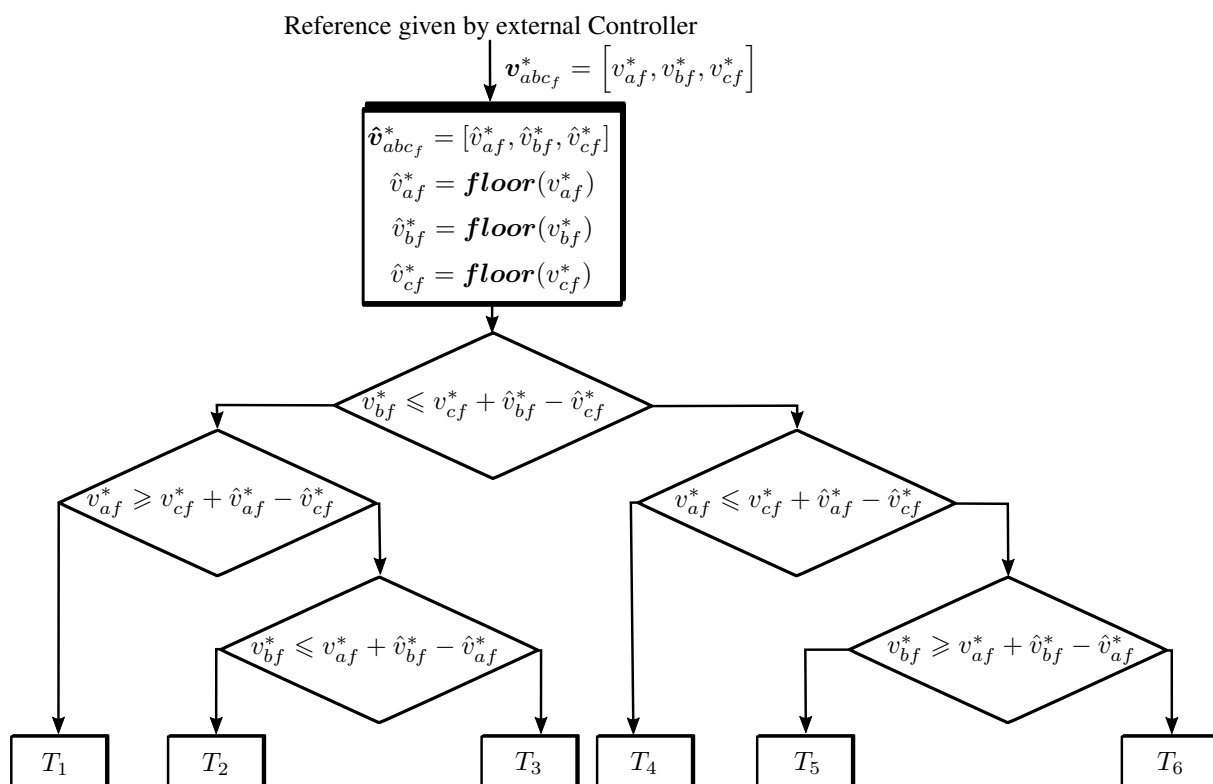 Reference given by external Controller
𝒗*_{abc_f} = [v*_{af}, v*_{bf}, v*_{cf}]
𝒗̂*_{abc_f} = [v̂*_{af}, v̂*_{bf}, v̂*_{cf}]
v̂*_{af} = floor(v*_{af})
v̂*_{bf} = floor(v*_{bf})
v̂*_{cf} = floor(v*_{cf})
v*_{bf} ⩽ v*_{cf} + v̂*_{bf} − v̂*_{cf}
v*_{af} ⩾ v*_{cf} + v̂*_{af} − v̂*_{cf}
v*_{af} ⩽ v*_{cf} + v̂*_{af} − v̂*_{cf}
v*_{bf} ⩽ v*_{af} + v̂*_{bf} − v̂*_{af}
v*_{bf} ⩾ v*_{af} + v̂*_{bf} − v̂*_{af}
T_1
T_2
T_3
T_4
T_5
T_6